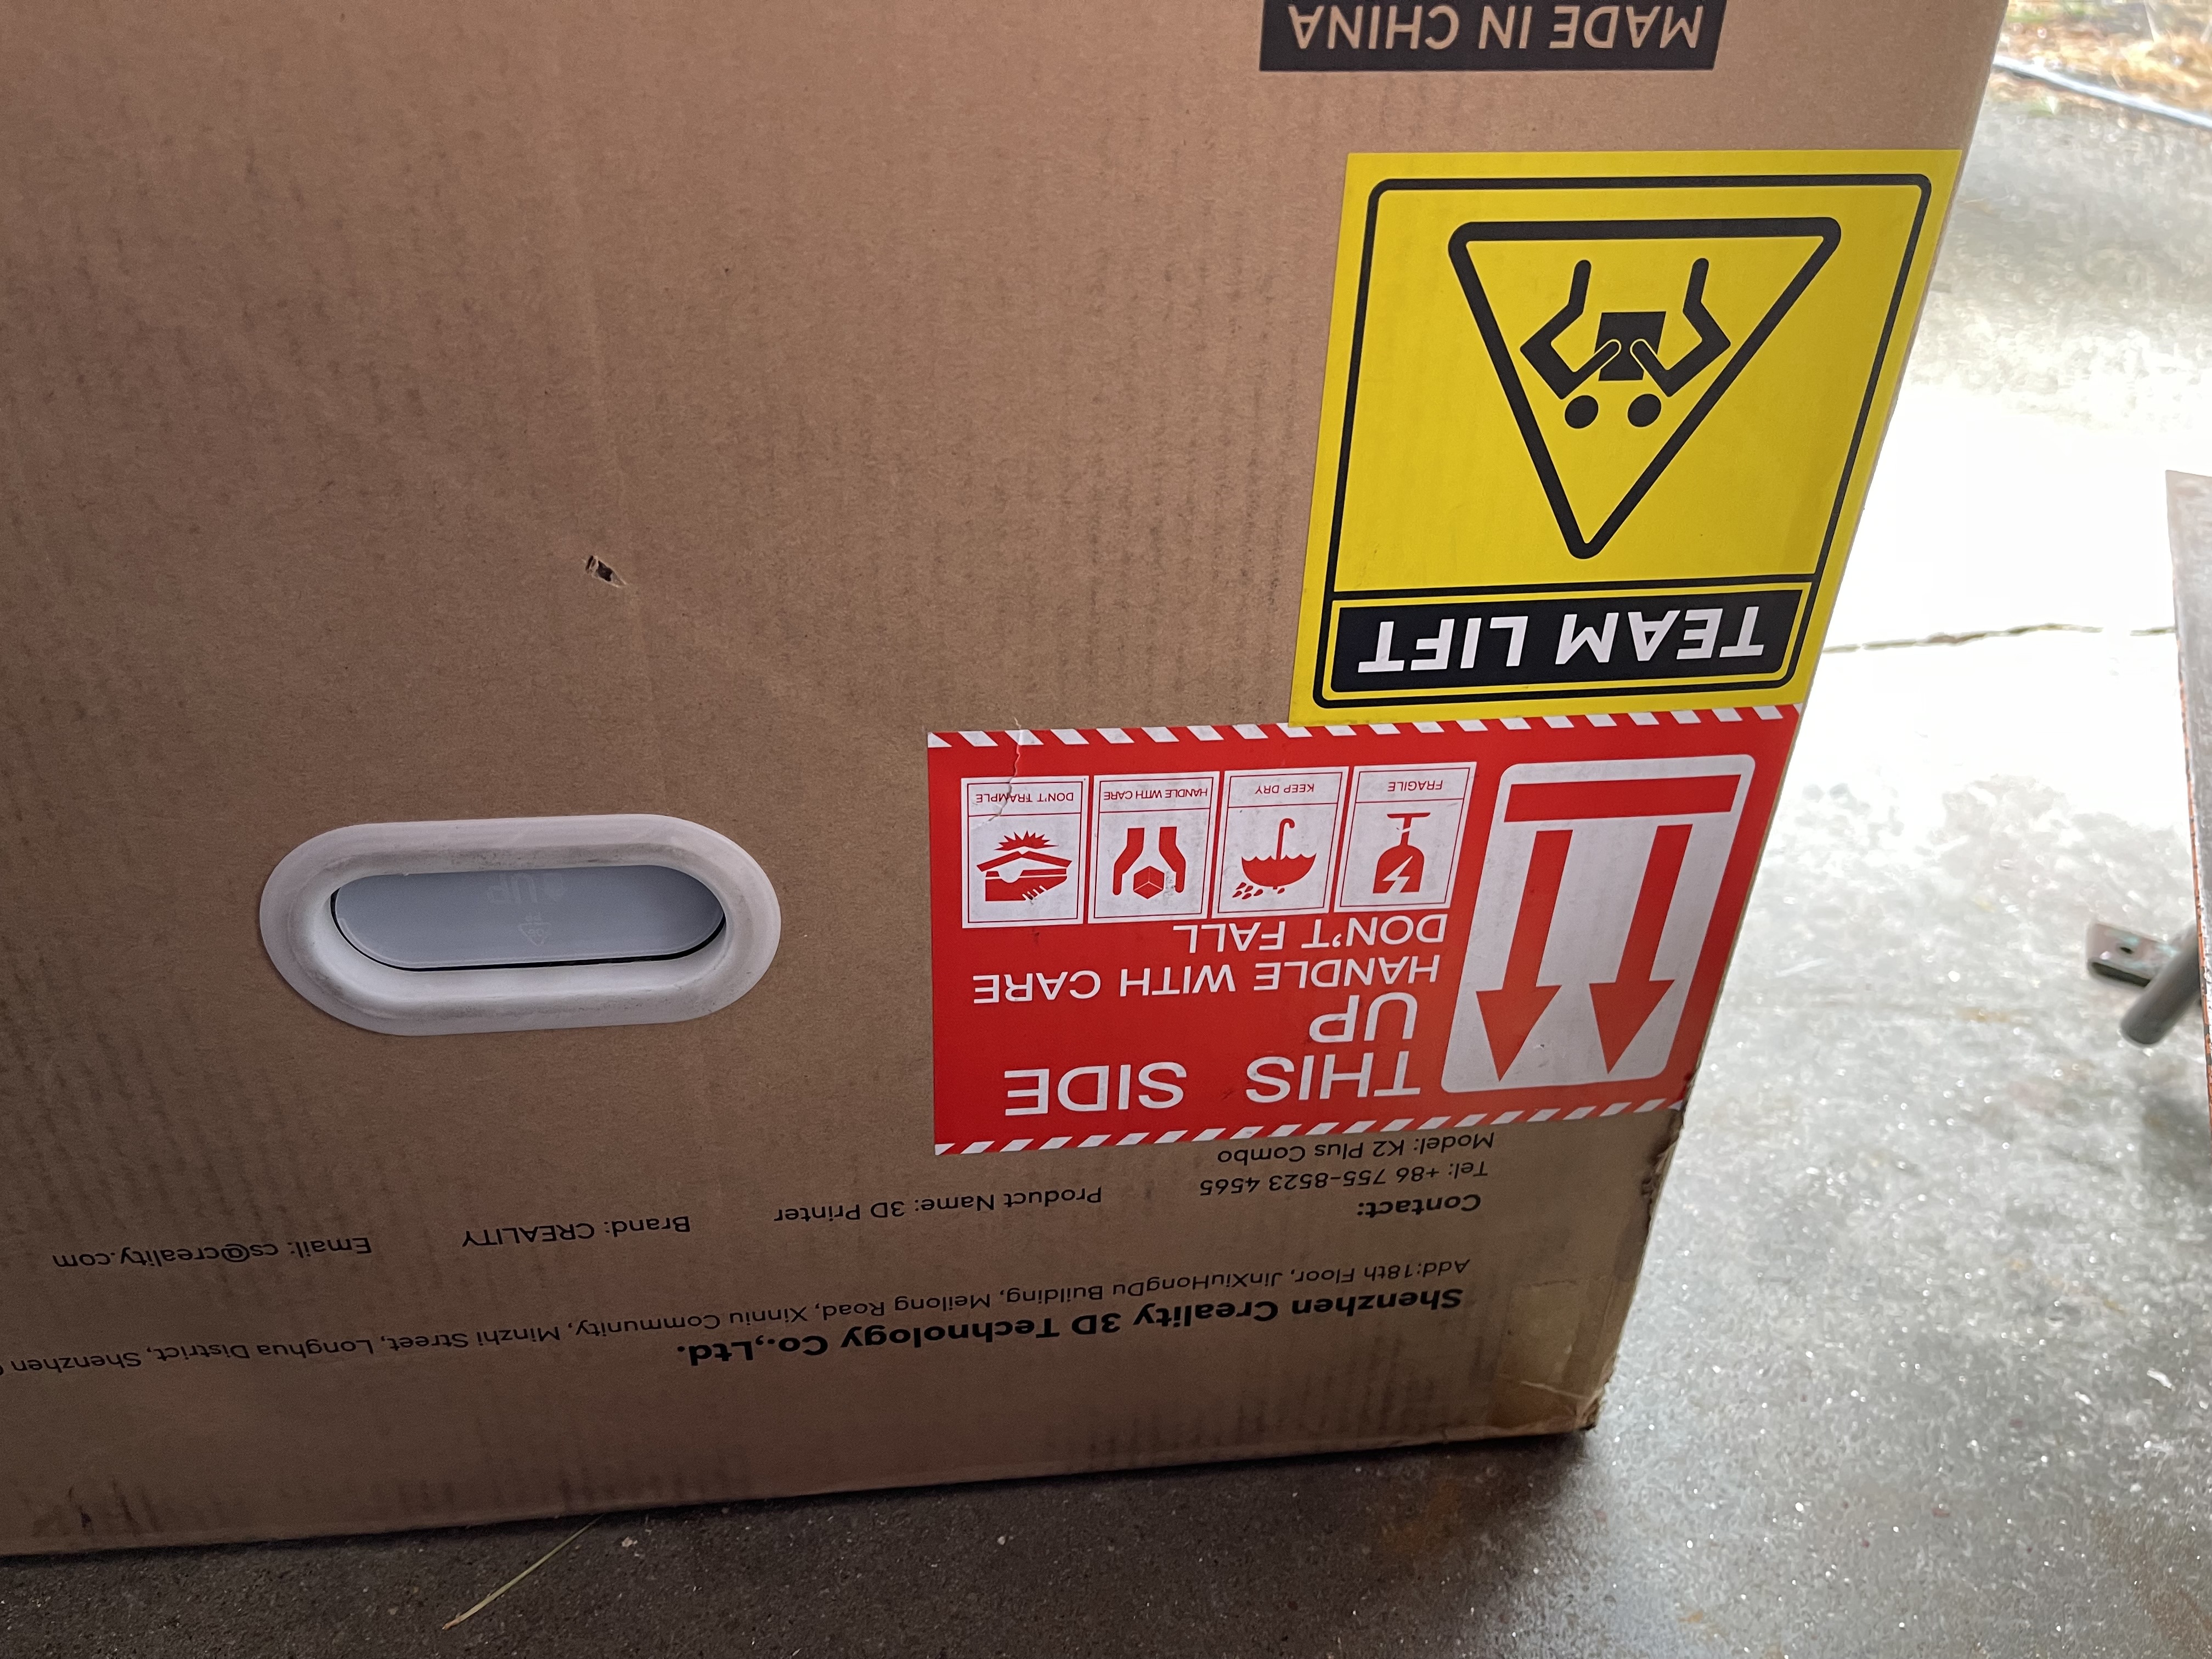 Shenzhen Creality 3D Technology Co.,Ltd.
Add:18th Floor, JinXiuHongDu Building, Meilong Road, Xinniu Community, Minzhi Street, Longhua District, Shenzhen
Contact:
Tel: +86 755-8523 4565
Email: cs@creality.com
Model: K2 Plus Combo
Product Name: 3D Printer
Brand: CREALITY
THIS SIDE
UP
HANDLE WITH CARE
DON'T FALL
FRAGILE
KEEP DRY
HANDLE WITH CARE
DON'T TRAMPLE
UP
TEAM LIFT
MADE IN CHINA